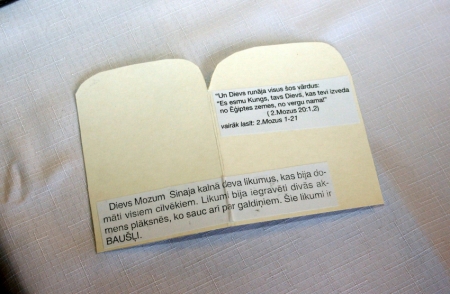 "Un Dievs runāja visus šos vārdus:
"Es esmu Kungs, tavs Dievs, kas tevi izveda
no Ēģiptes zemes, no vergu nama!"
( 2.Mozus 20:1,2)
vairāk lasīt: 2.Mozus 1-21
Dievs Mozum Sinaja kalnā deva likumus, kas bija do-
māti visiem cilvēkiem. Likumi bija iegravēti divās ak-
mens plāksnēs, ko sauc arī par galdiņiem. Šie likumi ir
BAUŠĻI.